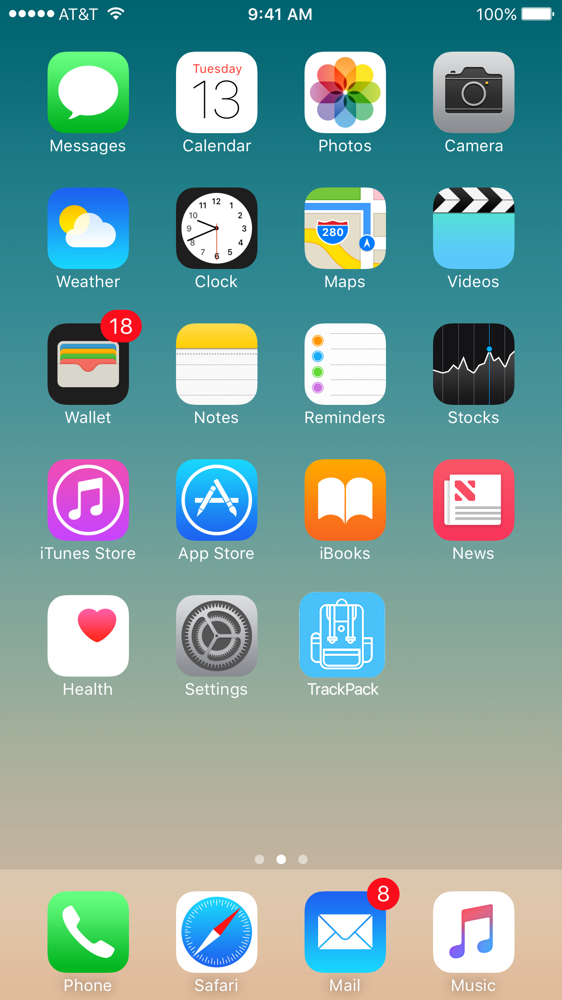 AT&T 9:41 AM 100%
Tuesday
13
Messages Calendar Photos Camera
12
11 1
10 2
9 3
8 4
7 5
6
280
Weather Clock Maps Videos
18
Wallet Notes Reminders Stocks
iTunes Store App Store iBooks News
Health Settings TrackPack
8
Phone Safari Mail Music